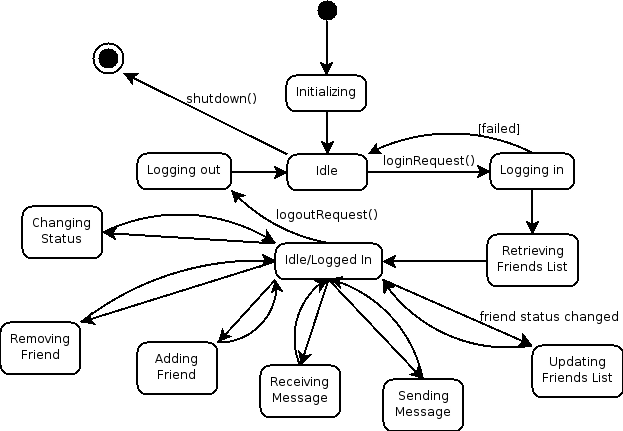 Initializing
shutdown()
[failed]
Logging out
Idle
loginRequest()
Logging in
Changing
Status
logoutRequest()
Idle/Logged In
Retrieving
Friends List
friend status changed
Removing
Friend
Adding
Friend
Receiving
Message
Sending
Message
Updating
Friends List